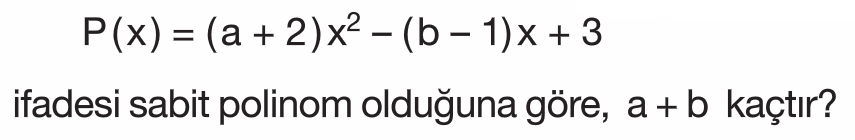 P(x) = (a + 2)x² – (b – 1)x + 3
ifadesi sabit polinom olduğuna göre, a + b kaçtır?